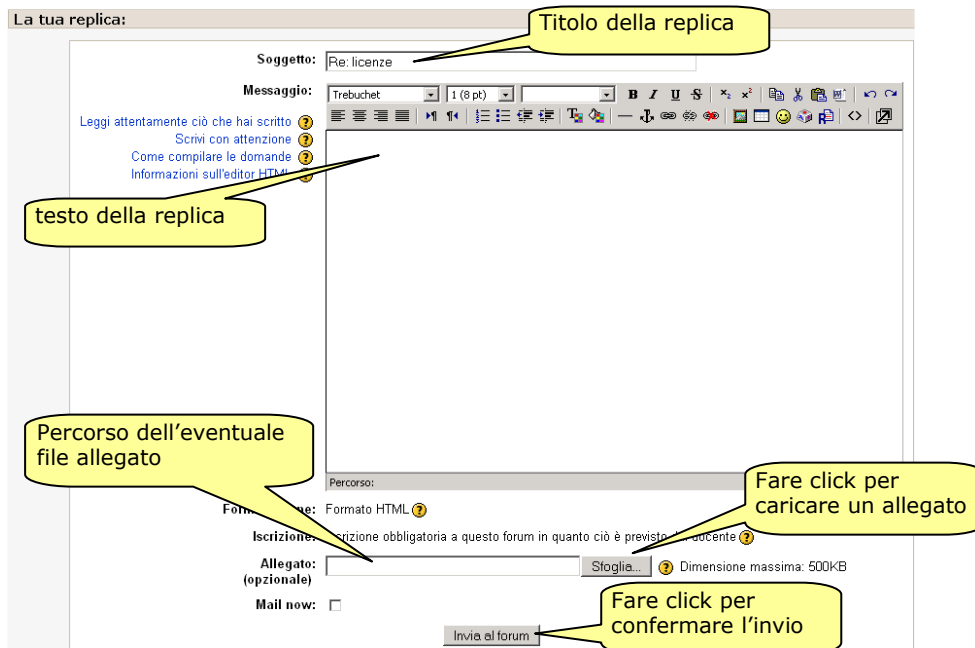 La tua replica:
Titolo della replica
Soggetto: Re: licenze
Messaggio: Trebuchet 1 (8 pt)
Leggi attentamente ciò che hai scritto
Scrivi con attenzione
Come compilare le domande
Informazioni sull'editor HTML
testo della replica
Percorso dell'eventuale
file allegato
Percorso:
Fare click per
caricare un allegato
Formato HTML
Iscrizione: obbligatoria a questo forum in quanto ciò è previsto docente
Allegato: Sfoglia... Dimensione massima: 500KB
(opzionale)
Mail now:
Fare click per
confermare l'invio
Invia al forum